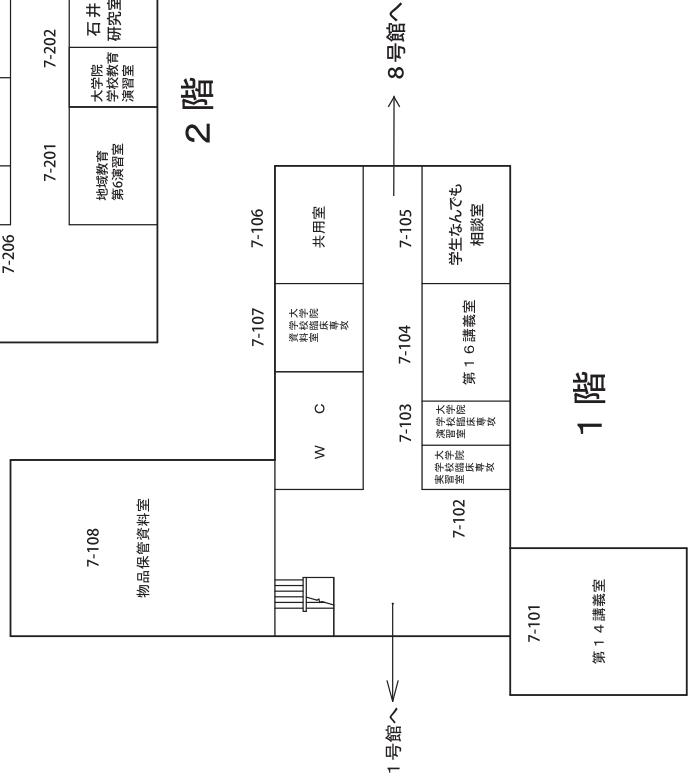 7-206
7-201
7-202
地域教育
第6演習室
大学院
学校教育
演習室
石井
研究室
2 階
7-108
物品保管資料室
W C
7-107
大学院
学校臨床専攻
資料室
7-106
共用室
1号館へ
8号館へ
7-102
大学院
学校臨床専攻
実習室
7-103
大学院
学校臨床専攻
演習室
7-104
第16講義室
7-105
学生なんでも
相談室
7-101
第14講義室
1 階